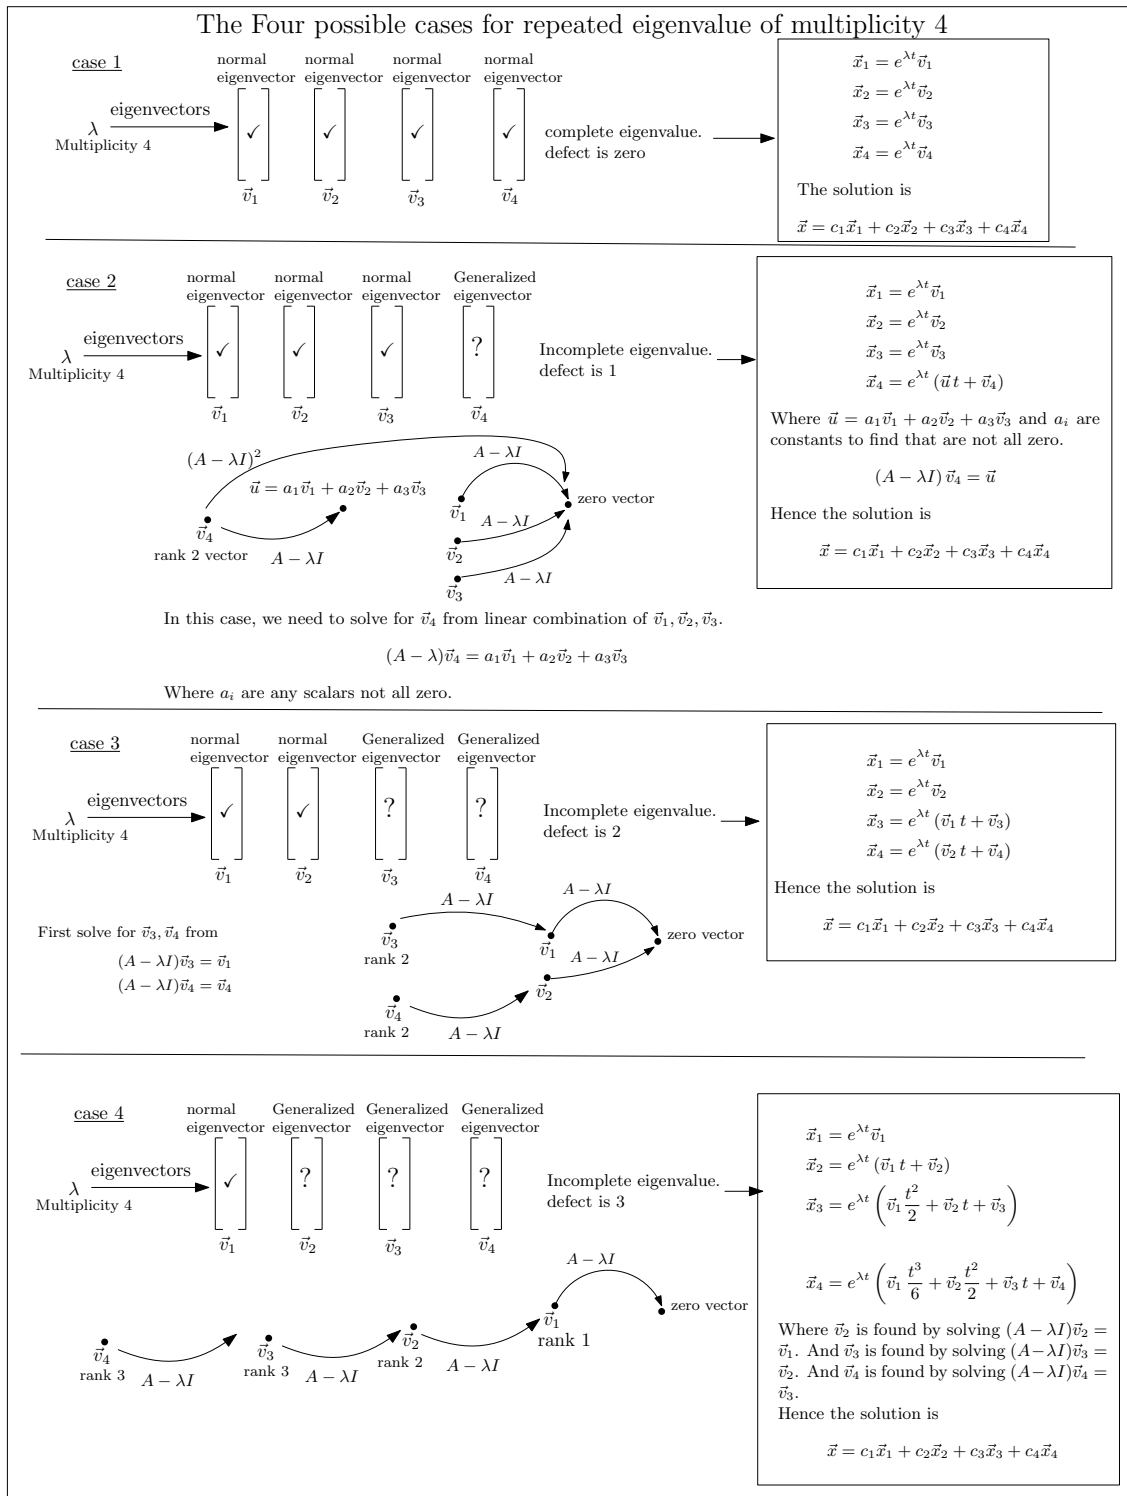 The Four possible cases for repeated eigenvalue of multiplicity 4
case 1
normal eigenvector
normal eigenvector
normal eigenvector
normal eigenvector
λ
Multiplicity 4
eigenvectors
✓ ✓ ✓ ✓
v⃗₁ v⃗₂ v⃗₃ v⃗₄
complete eigenvalue.
defect is zero
x⃗₁ = e^{λt} v⃗₁
x⃗₂ = e^{λt} v⃗₂
x⃗₃ = e^{λt} v⃗₃
x⃗₄ = e^{λt} v⃗₄
The solution is
x⃗ = c₁x⃗₁ + c₂x⃗₂ + c₃x⃗₃ + c₄x⃗₄
case 2
normal eigenvector
normal eigenvector
normal eigenvector
Generalized eigenvector
λ
Multiplicity 4
eigenvectors
✓ ✓ ✓ ?
v⃗₁ v⃗₂ v⃗₃ v⃗₄
Incomplete eigenvalue.
defect is 1
x⃗₁ = e^{λt} v⃗₁
x⃗₂ = e^{λt} v⃗₂
x⃗₃ = e^{λt} v⃗₃
x⃗₄ = e^{λt} (u⃗ t + v⃗₄)
Where u⃗ = a₁v⃗₁ + a₂v⃗₂ + a₃v⃗₃ and aᵢ are
constants to find that are not all zero.
(A − λI) v⃗₄ = u⃗
Hence the solution is
x⃗ = c₁x⃗₁ + c₂x⃗₂ + c₃x⃗₃ + c₄x⃗₄
(A − λI)²
u⃗ = a₁v⃗₁ + a₂v⃗₂ + a₃v⃗₃
v⃗₄
rank 2 vector
A − λI
A − λI
v⃗₁
zero vector
A − λI
v⃗₂
A − λI
v⃗₃
In this case, we need to solve for v⃗₄ from linear combination of v⃗₁, v⃗₂, v⃗₃.
(A − λ)v⃗₄ = a₁v⃗₁ + a₂v⃗₂ + a₃v⃗₃
Where aᵢ are any scalars not all zero.
case 3
normal eigenvector
normal eigenvector
Generalized eigenvector
Generalized eigenvector
λ
Multiplicity 4
eigenvectors
✓ ✓ ? ?
v⃗₁ v⃗₂ v⃗₃ v⃗₄
Incomplete eigenvalue.
defect is 2
x⃗₁ = e^{λt} v⃗₁
x⃗₂ = e^{λt} v⃗₂
x⃗₃ = e^{λt} (v⃗₁ t + v⃗₃)
x⃗₄ = e^{λt} (v⃗₂ t + v⃗₄)
Hence the solution is
x⃗ = c₁x⃗₁ + c₂x⃗₂ + c₃x⃗₃ + c₄x⃗₄
First solve for v⃗₃, v⃗₄ from
(A − λI)v⃗₃ = v⃗₁
(A − λI)v⃗₄ = v⃗₄
A − λI
v⃗₃
rank 2
A − λI
v⃗₁
zero vector
A − λI
v⃗₂
v⃗₄
rank 2
A − λI
case 4
normal eigenvector
Generalized eigenvector
Generalized eigenvector
Generalized eigenvector
λ
Multiplicity 4
eigenvectors
✓ ? ? ?
v⃗₁ v⃗₂ v⃗₃ v⃗₄
Incomplete eigenvalue.
defect is 3
x⃗₁ = e^{λt} v⃗₁
x⃗₂ = e^{λt} (v⃗₁ t + v⃗₂)
x⃗₃ = e^{λt} (v⃗₁ t²/2 + v⃗₂ t + v⃗₃)
x⃗₄ = e^{λt} (v⃗₁ t³/6 + v⃗₂ t²/2 + v⃗₃ t + v⃗₄)
Where v⃗₂ is found by solving (A − λI)v⃗₂ =
v⃗₁. And v⃗₃ is found by solving (A−λI)v⃗₃ =
v⃗₂. And v⃗₄ is found by solving (A−λI)v⃗₄ =
v⃗₃.
Hence the solution is
x⃗ = c₁x⃗₁ + c₂x⃗₂ + c₃x⃗₃ + c₄x⃗₄
v⃗₄
rank 3
A − λI
v⃗₃
rank 3
A − λI
v⃗₂
rank 2
A − λI
v⃗₁
rank 1
A − λI
zero vector